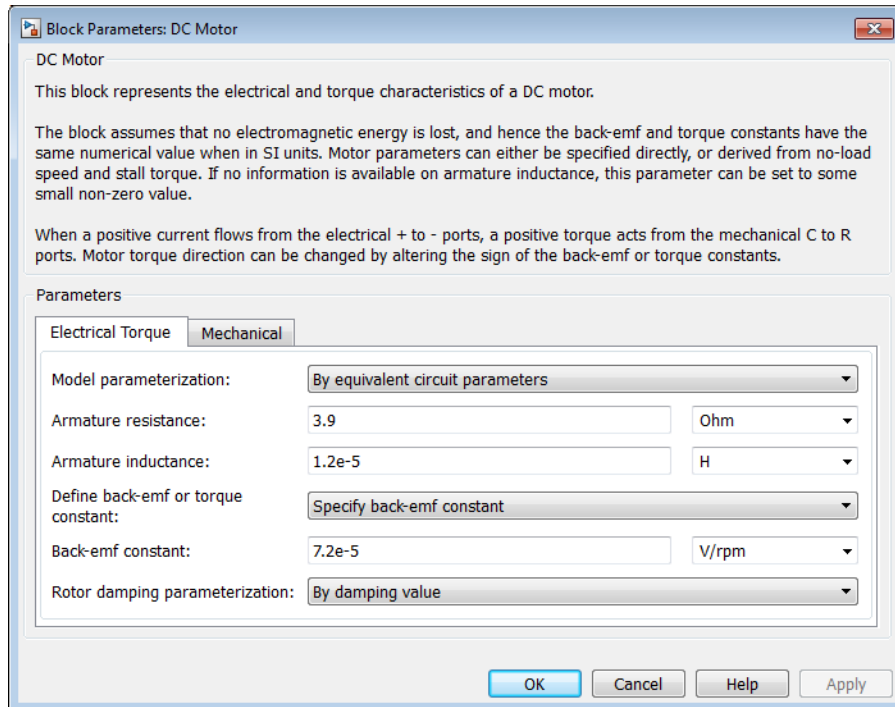 Block Parameters: DC Motor
DC Motor
This block represents the electrical and torque characteristics of a DC motor.
The block assumes that no electromagnetic energy is lost, and hence the back-emf and torque constants have the
same numerical value when in SI units. Motor parameters can either be specified directly, or derived from no-load
speed and stall torque. If no information is available on armature inductance, this parameter can be set to some
small non-zero value.
When a positive current flows from the electrical + to - ports, a positive torque acts from the mechanical C to R
ports. Motor torque direction can be changed by altering the sign of the back-emf or torque constants.
Parameters
Electrical Torque Mechanical
Model parameterization: By equivalent circuit parameters
Armature resistance: 3.9 Ohm
Armature inductance: 1.2e-5 H
Define back-emf or torque
constant: Specify back-emf constant
Back-emf constant: 7.2e-5 V/rpm
Rotor damping parameterization: By damping value
OK Cancel Help Apply